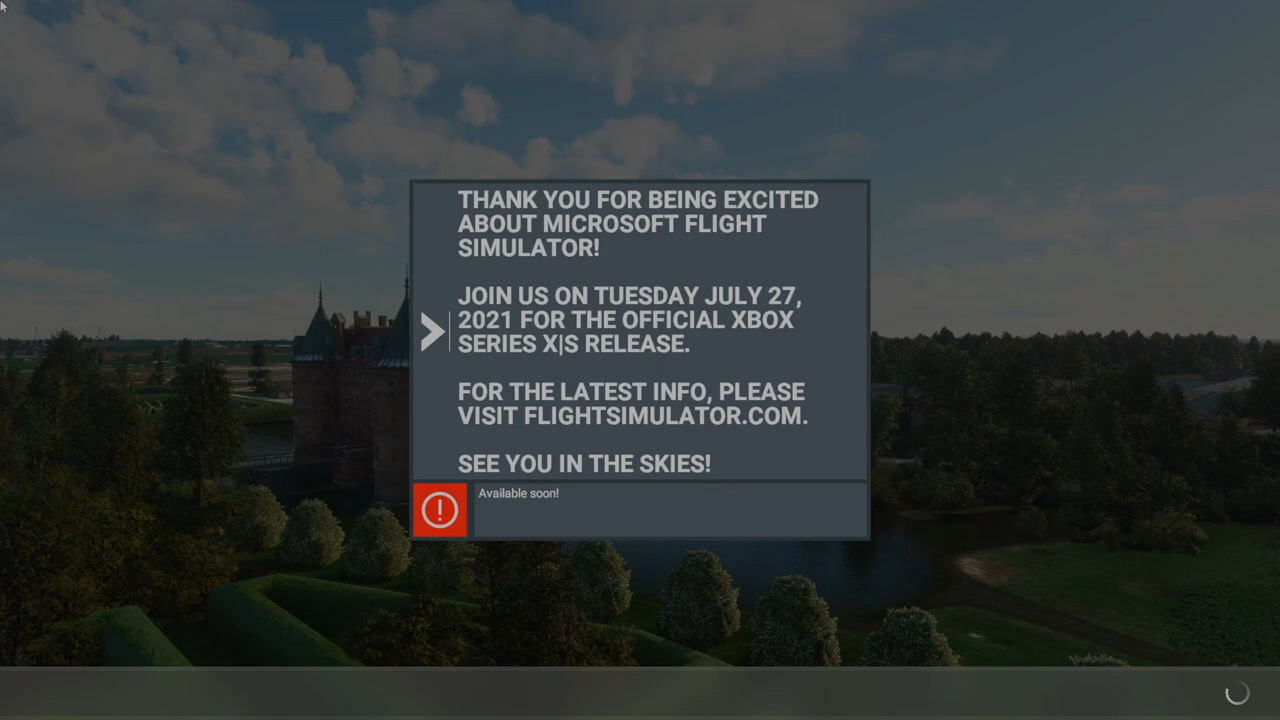 THANK YOU FOR BEING EXCITED
ABOUT MICROSOFT FLIGHT
SIMULATOR!
JOIN US ON TUESDAY JULY 27,
2021 FOR THE OFFICIAL XBOX
SERIES X|S RELEASE.
FOR THE LATEST INFO, PLEASE
VISIT FLIGHTSIMULATOR.COM.
SEE YOU IN THE SKIES!
Available soon!